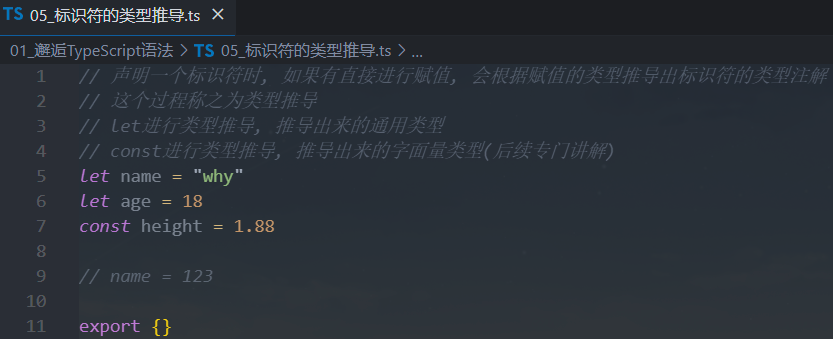 TS 05_标识符的类型推导.ts ×
01_邂逅TypeScript语法 > TS 05_标识符的类型推导.ts > ...
1 // 声明一个标识符时, 如果有直接进行赋值, 会根据赋值的类型推导出标识符的类型注解
2 // 这个过程称之为类型推导
3 // let进行类型推导, 推导出来的通用类型
4 // const进行类型推导, 推导出来的字面量类型(后续专门讲解)
5 let name = "why"
6 let age = 18
7 const height = 1.88
8
9 // name = 123
10
11 export {}